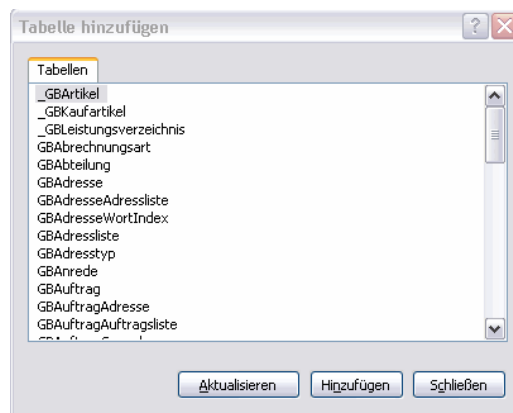 Tabelle hinzufügen
Tabellen
_GBArtikel
_GBKaufartikel
_GBLeistungsverzeichnis
GBAbrechnungsart
GBAbteilung
GBAdresse
GBAdresseAdressliste
GBAdresseWortIndex
GBAdressliste
GBAdresstyp
GBAnrede
GBAuftrag
GBAuftragAdresse
GBAuftragAuftragsliste
Aktualisieren Hinzufügen Schließen